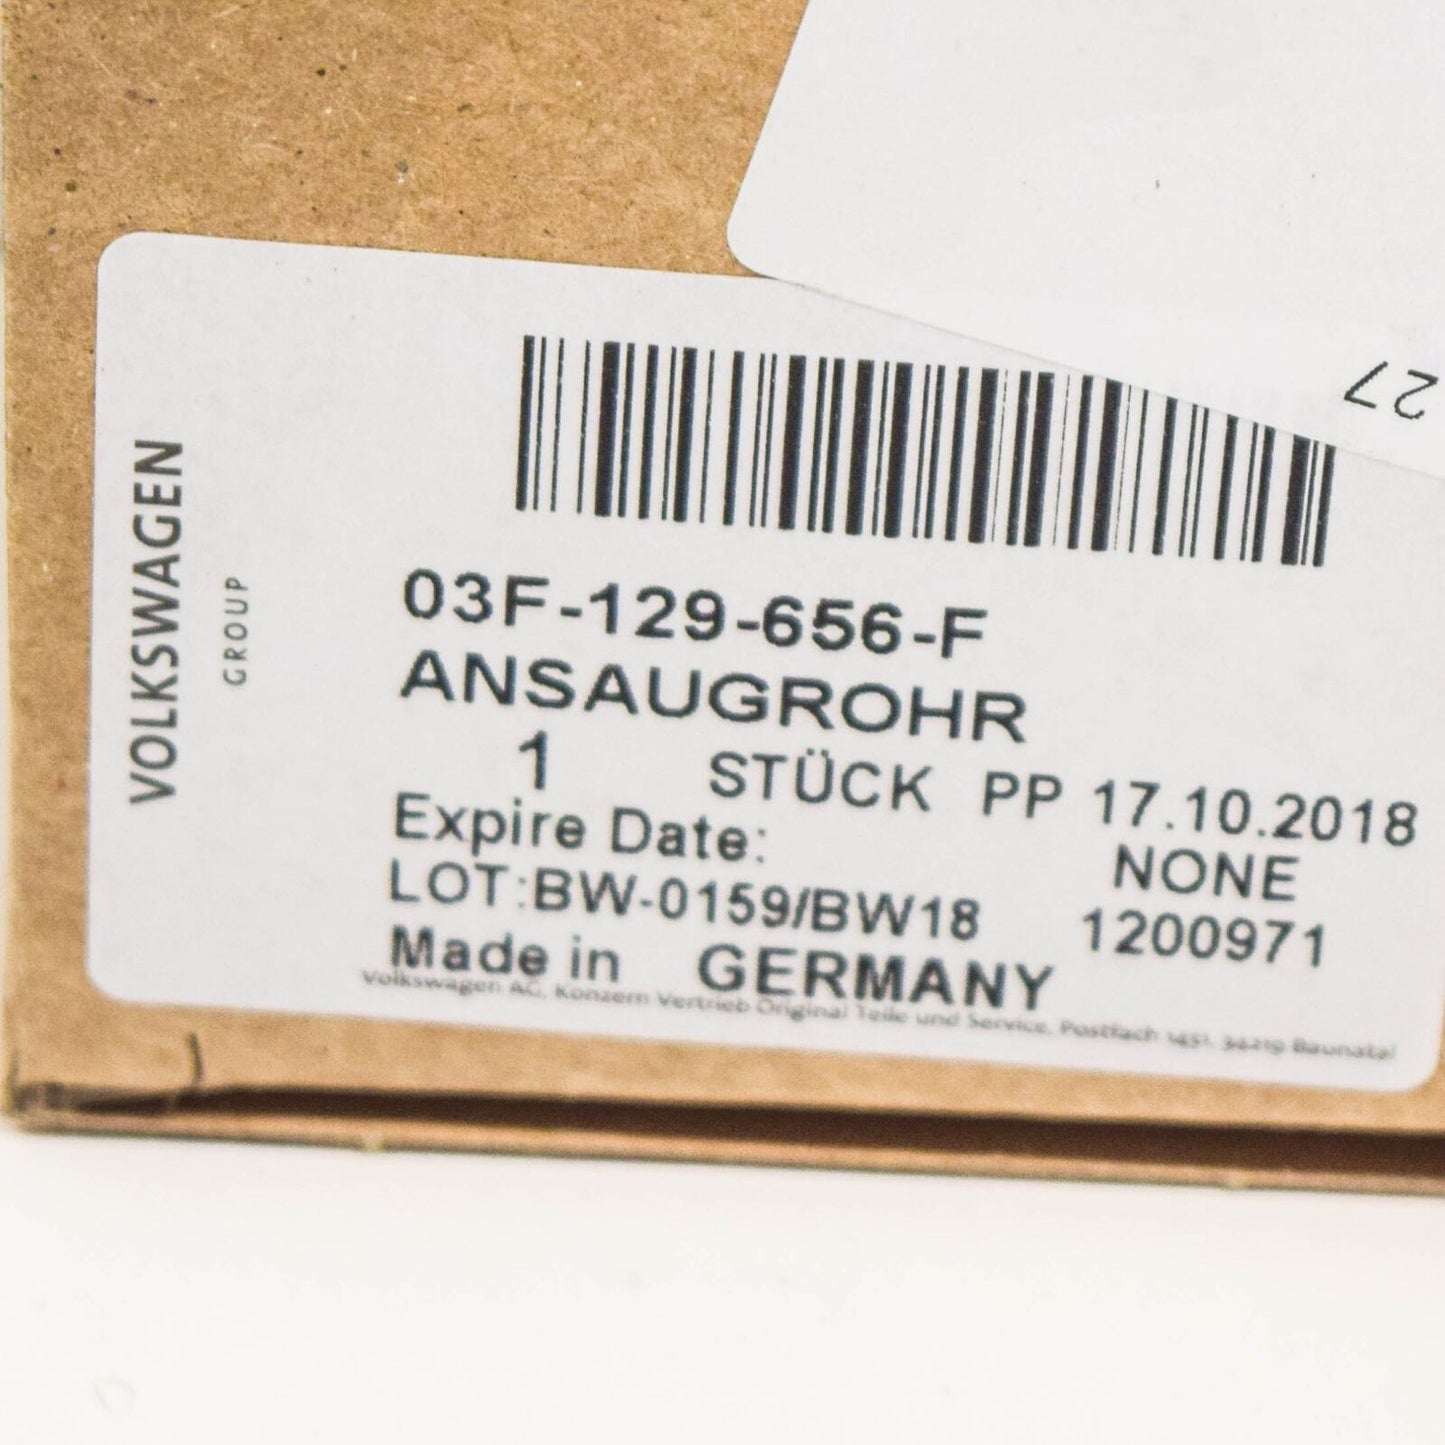 27
VOLKSWAGEN
GROUP
03F-129-656-F
ANSAUGROHR
1 STÜCK PP 17.10.2018
Expire Date: NONE
LOT:BW-0159/BW18 1200971
Made in GERMANY
Volkswagen AG, Konzern Vertrieb Original Teile und Service, Postfach 1451, 34219 Baunatal